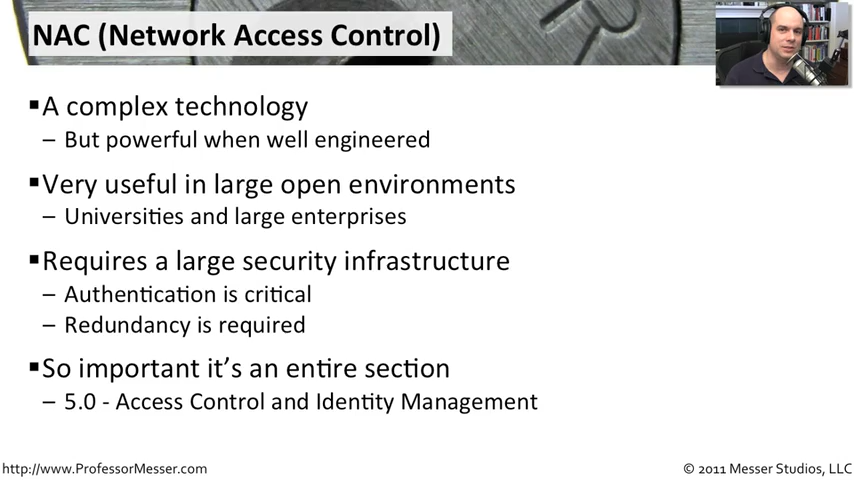 NAC (Network Access Control)
▪A complex technology
– But powerful when well engineered
▪Very useful in large open environments
– Universities and large enterprises
▪Requires a large security infrastructure
– Authentication is critical
– Redundancy is required
▪So important it's an entire section
– 5.0 - Access Control and Identity Management
http://www.ProfessorMesser.com
© 2011 Messer Studios, LLC